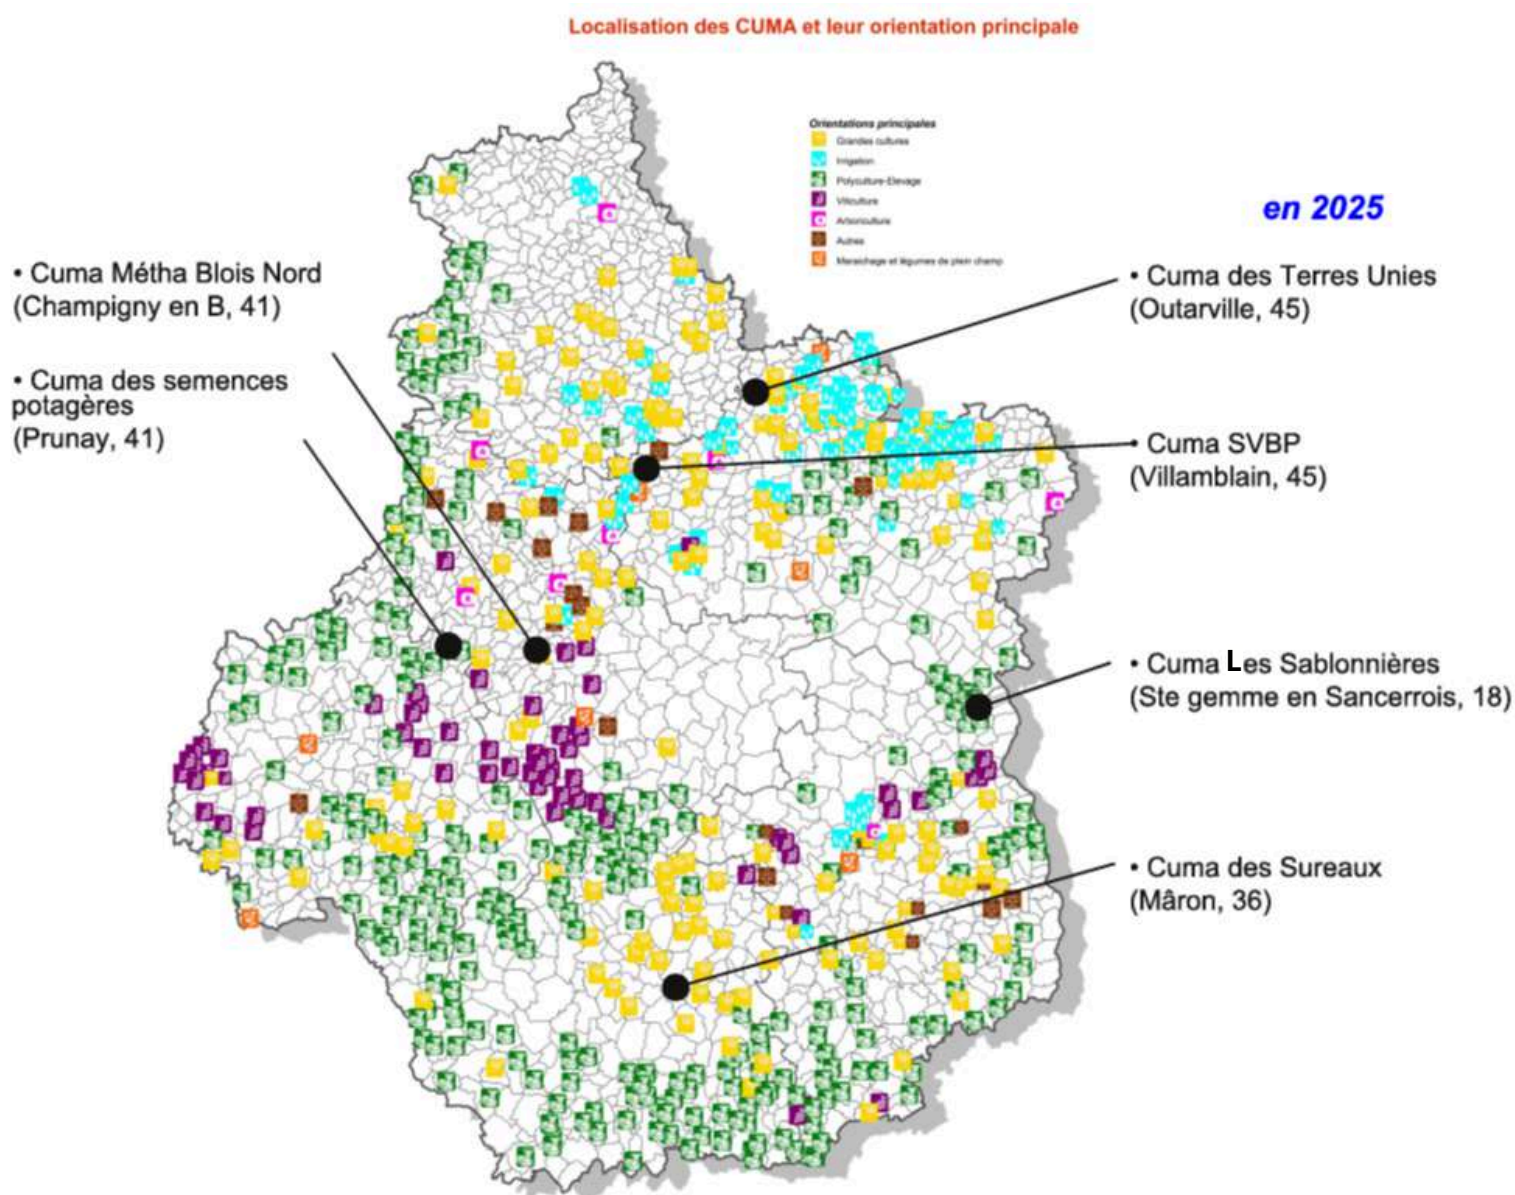 Localisation des CUMA et leur orientation principale
Orientations principales
Grandes cultures
Irrigation
Polyculture-Elevage
Viticulture
Arboriculture
Autres
Maraichage et légumes de plein champ
en 2025
• Cuma Métha Blois Nord
(Champigny en B, 41)
• Cuma des semences
potagères
(Prunay, 41)
• Cuma des Terres Unies
(Outarville, 45)
• Cuma SVBP
(Villamblain, 45)
• Cuma Les Sablonnières
(Ste gemme en Sancerrois, 18)
• Cuma des Sureaux
(Mâron, 36)